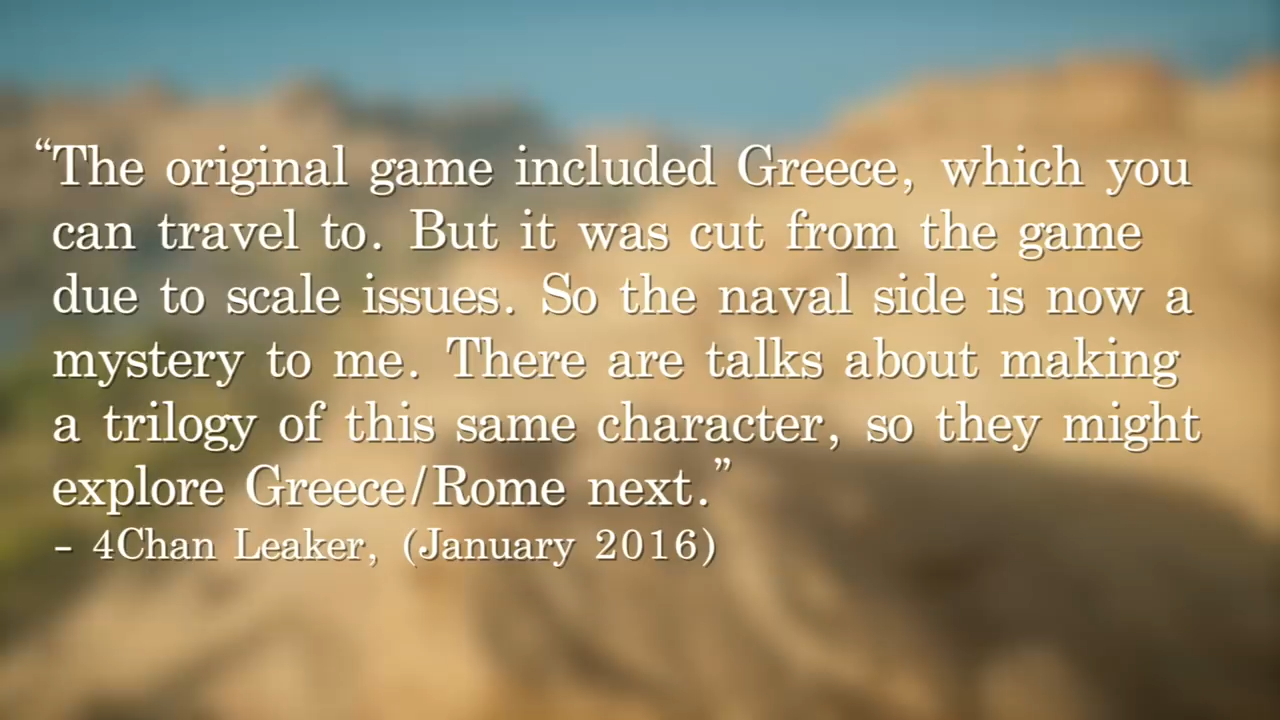 “The original game included Greece, which you
can travel to. But it was cut from the game
due to scale issues. So the naval side is now a
mystery to me. There are talks about making
a trilogy of this same character, so they might
explore Greece/Rome next.”
- 4Chan Leaker, (January 2016)